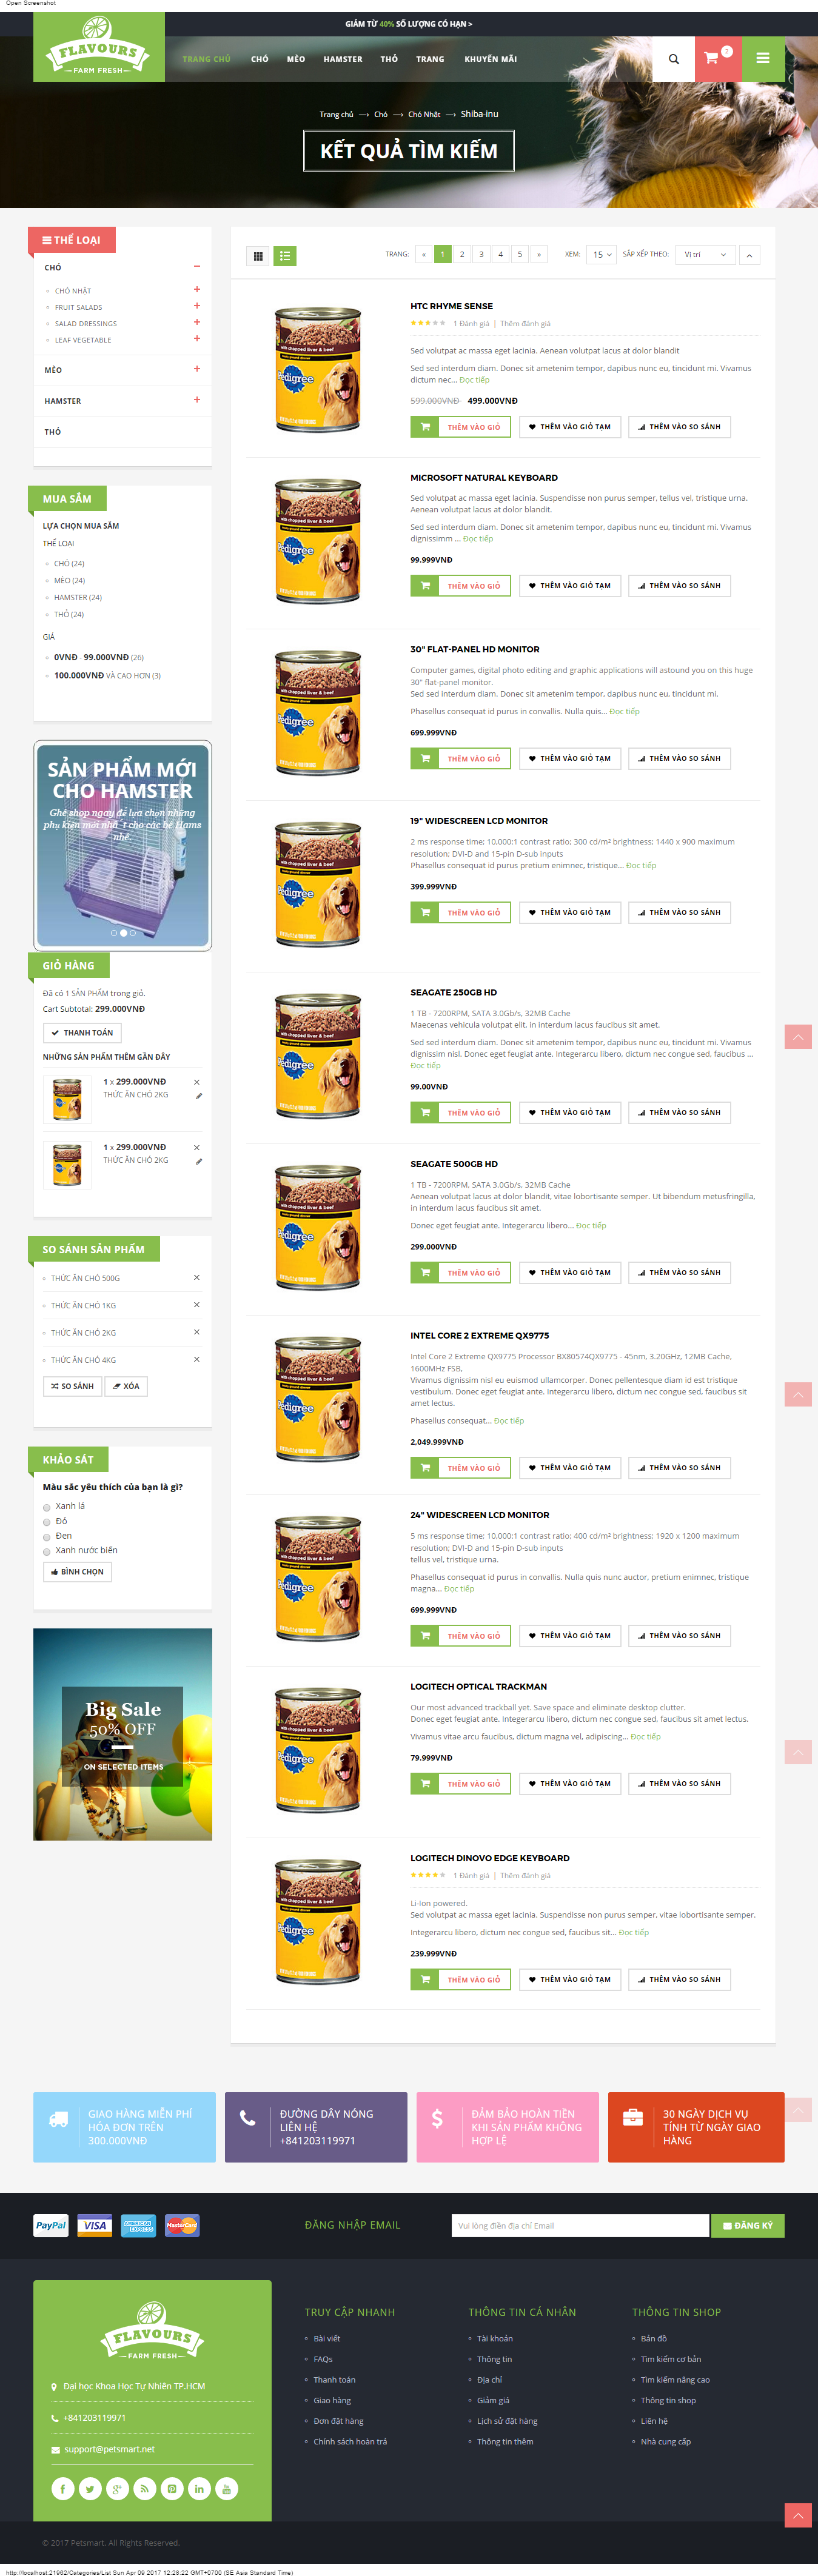 Open Screenshot
GIẢM TỪ 40% SỐ LƯỢNG CÓ HẠN >
FLAVOURS
FARM FRESH
TRANG CHỦ CHÓ MÈO HAMSTER THỎ TRANG KHUYẾN MÃI
2
Trang chủ Chó Chó Nhật Shiba-inu
KẾT QUẢ TÌM KIẾM
THỂ LOẠI
CHÓ
CHÓ NHẬT
FRUIT SALADS
SALAD DRESSINGS
LEAF VEGETABLE
MÈO
HAMSTER
THỎ
MUA SẮM
LỰA CHỌN MUA SẮM
THỂ LOẠI
CHÓ (24)
MÈO (24)
HAMSTER (24)
THỎ (24)
GIÁ
0VNĐ - 99.000VNĐ (26)
100.000VNĐ VÀ CAO HƠN (3)
SẢN PHẨM MỚI
CHO HAMSTER
Ghé shop ngay để lựa chọn những
phụ kiện mới nhất cho các bé Hams
nhé.
GIỎ HÀNG
Đã có 1 SẢN PHẨM trong giỏ.
Cart Subtotal: 299.000VNĐ
THANH TOÁN
NHỮNG SẢN PHẨM THÊM GẦN ĐÂY
1 x 299.000VNĐ
THỨC ĂN CHÓ 2KG
1 x 299.000VNĐ
THỨC ĂN CHÓ 2KG
SO SÁNH SẢN PHẨM
THỨC ĂN CHÓ 500G
THỨC ĂN CHÓ 1KG
THỨC ĂN CHÓ 2KG
THỨC ĂN CHÓ 4KG
SO SÁNH XÓA
KHẢO SÁT
Màu sắc yêu thích của bạn là gì?
Xanh lá
Đỏ
Đen
Xanh nước biển
BÌNH CHỌN
Big Sale
50% OFF
ON SELECTED ITEMS
TRANG: « 1 2 3 4 5 » XEM: 15 SẮP XẾP THEO: Vị trí
HTC RHYME SENSE
1 Đánh giá | Thêm đánh giá
Sed volutpat ac massa eget lacinia. Aenean volutpat lacus at dolor blandit
Sed sed interdum diam. Donec sit ametenim tempor, dapibus nunc eu, tincidunt mi. Vivamus
dictum nec... Đọc tiếp
599.000VNĐ 499.000VNĐ
THÊM VÀO GIỎ THÊM VÀO GIỎ TẠM THÊM VÀO SO SÁNH
MICROSOFT NATURAL KEYBOARD
Sed volutpat ac massa eget lacinia. Suspendisse non purus semper, tellus vel, tristique urna.
Aenean volutpat lacus at dolor blandit.
Sed sed interdum diam. Donec sit ametenim tempor, dapibus nunc eu, tincidunt mi. Vivamus
dignissimm ... Đọc tiếp
99.999VNĐ
THÊM VÀO GIỎ THÊM VÀO GIỎ TẠM THÊM VÀO SO SÁNH
30" FLAT-PANEL HD MONITOR
Computer games, digital photo editing and graphic applications will astound you on this huge
30" flat-panel monitor.
Sed sed interdum diam. Donec sit ametenim tempor, dapibus nunc eu, tincidunt mi.
Phasellus consequat id purus in convallis. Nulla quis... Đọc tiếp
699.999VNĐ
THÊM VÀO GIỎ THÊM VÀO GIỎ TẠM THÊM VÀO SO SÁNH
19" WIDESCREEN LCD MONITOR
2 ms response time; 10,000:1 contrast ratio; 300 cd/m² brightness; 1440 x 900 maximum
resolution; DVI-D and 15-pin D-sub inputs
Phasellus consequat id purus pretium enimnec, tristique... Đọc tiếp
399.999VNĐ
THÊM VÀO GIỎ THÊM VÀO GIỎ TẠM THÊM VÀO SO SÁNH
SEAGATE 250GB HD
1 TB - 7200RPM, SATA 3.0Gb/s, 32MB Cache
Maecenas vehicula volutpat elit, in interdum lacus faucibus sit amet.
Sed sed interdum diam. Donec sit ametenim tempor, dapibus nunc eu, tincidunt mi. Vivamus
dignissim nisl. Donec eget feugiat ante. Integerarcu libero, dictum nec congue sed, faucibus ...
Đọc tiếp
99.00VNĐ
THÊM VÀO GIỎ THÊM VÀO GIỎ TẠM THÊM VÀO SO SÁNH
SEAGATE 500GB HD
1 TB - 7200RPM, SATA 3.0Gb/s, 32MB Cache
Aenean volutpat lacus at dolor blandit, vitae lobortisante semper. Ut bibendum metusfringilla,
in interdum lacus faucibus sit amet.
Donec eget feugiat ante. Integerarcu libero... Đọc tiếp
299.000VNĐ
THÊM VÀO GIỎ THÊM VÀO GIỎ TẠM THÊM VÀO SO SÁNH
INTEL CORE 2 EXTREME QX9775
Intel Core 2 Extreme QX9775 Processor BX80574QX9775 - 45nm, 3.20GHz, 12MB Cache,
1600MHz FSB,
Vivamus dignissim nisl eu euismod ullamcorper. Donec pellentesque diam id est tristique
vestibulum. Donec eget feugiat ante. Integerarcu libero, dictum nec congue sed, faucibus sit
amet lectus.
Phasellus consequat... Đọc tiếp
2,049.999VNĐ
THÊM VÀO GIỎ THÊM VÀO GIỎ TẠM THÊM VÀO SO SÁNH
24" WIDESCREEN LCD MONITOR
5 ms response time; 10,000:1 contrast ratio; 400 cd/m² brightness; 1920 x 1200 maximum
resolution; DVI-D and 15-pin D-sub inputs
tellus vel, tristique urna.
Phasellus consequat id purus in convallis. Nulla quis nunc auctor, pretium enimnec, tristique
magna... Đọc tiếp
699.999VNĐ
THÊM VÀO GIỎ THÊM VÀO GIỎ TẠM THÊM VÀO SO SÁNH
LOGITECH OPTICAL TRACKMAN
Our most advanced trackball yet. Save space and eliminate desktop clutter.
Donec eget feugiat ante. Integerarcu libero, dictum nec congue sed, faucibus sit amet lectus.
Vivamus vitae arcu faucibus, dictum magna vel, adipiscing... Đọc tiếp
79.999VNĐ
THÊM VÀO GIỎ THÊM VÀO GIỎ TẠM THÊM VÀO SO SÁNH
LOGITECH DINOVO EDGE KEYBOARD
1 Đánh giá | Thêm đánh giá
Li-Ion powered.
Sed volutpat ac massa eget lacinia. Suspendisse non purus semper, vitae lobortisante semper.
Integerarcu libero, dictum nec congue sed, faucibus sit... Đọc tiếp
239.999VNĐ
THÊM VÀO GIỎ THÊM VÀO GIỎ TẠM THÊM VÀO SO SÁNH
GIAO HÀNG MIỄN PHÍ
HÓA ĐƠN TRÊN
300.000VNĐ
ĐƯỜNG DÂY NÓNG
LIÊN HỆ
+841203119971
ĐẢM BẢO HOÀN TIỀN
KHI SẢN PHẨM KHÔNG
HỢP LỆ
30 NGÀY DỊCH VỤ
TÍNH TỪ NGÀY GIAO
HÀNG
PayPal VISA AMERICAN EXPRESS MasterCard
ĐĂNG NHẬP EMAIL
Vui lòng điền địa chỉ Email
ĐĂNG KÝ
FLAVOURS
FARM FRESH
Đại học Khoa Học Tự Nhiên TP.HCM
+841203119971
support@petsmart.net
TRUY CẬP NHANH
Bài viết
FAQs
Thanh toán
Giao hàng
Đơn đặt hàng
Chính sách hoàn trả
THÔNG TIN CÁ NHÂN
Tài khoản
Thông tin
Địa chỉ
Giảm giá
Lịch sử đặt hàng
Thông tin thêm
THÔNG TIN SHOP
Bản đồ
Tìm kiếm cơ bản
Tìm kiếm nâng cao
Thông tin shop
Liên hệ
Nhà cung cấp
© 2017 Petsmart. All Rights Reserved.
http://localhost:21962/Categories/List Sun Apr 09 2017 12:28:22 GMT+0700 (SE Asia Standard Time)